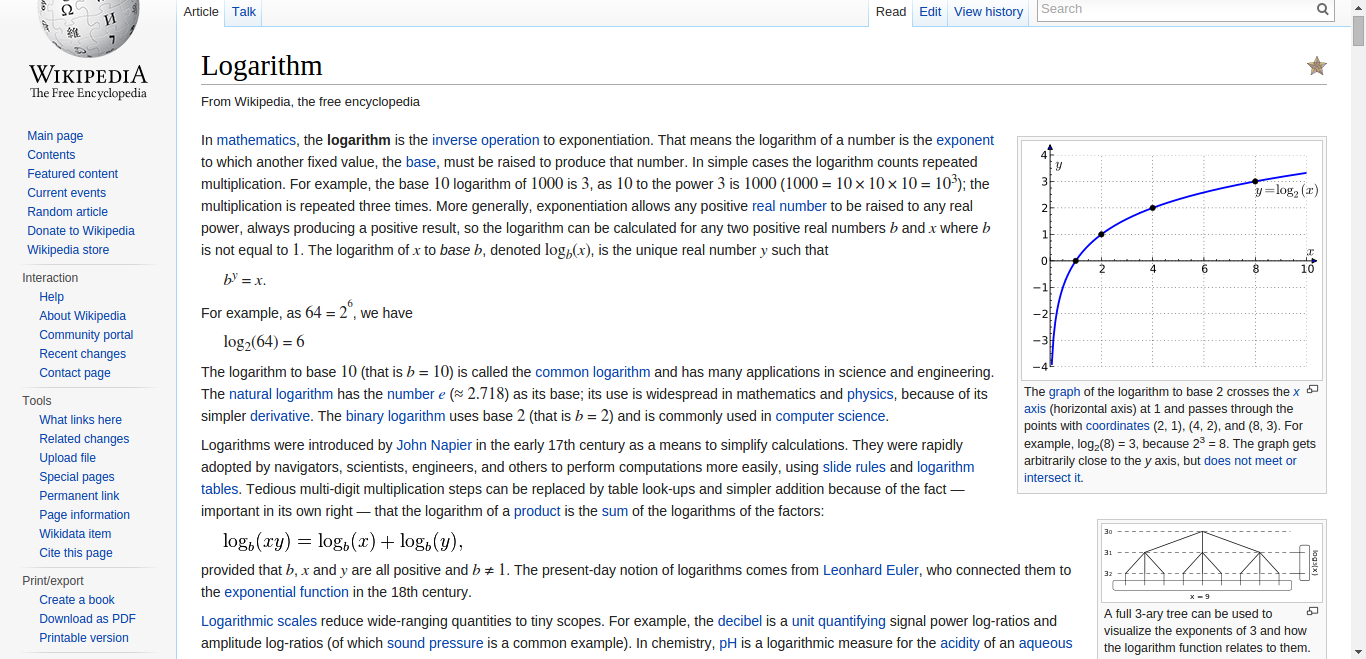 Ω
И
維
7
WIKIPEDIA
The Free Encyclopedia
Main page
Contents
Featured content
Current events
Random article
Donate to Wikipedia
Wikipedia store
Interaction
Help
About Wikipedia
Community portal
Recent changes
Contact page
Tools
What links here
Related changes
Upload file
Special pages
Permanent link
Page information
Wikidata item
Cite this page
Print/export
Create a book
Download as PDF
Printable version
Article Talk
Read Edit View history
Search
Logarithm
From Wikipedia, the free encyclopedia
In mathematics, the logarithm is the inverse operation to exponentiation. That means the logarithm of a number is the exponent
to which another fixed value, the base, must be raised to produce that number. In simple cases the logarithm counts repeated
multiplication. For example, the base 10 logarithm of 1000 is 3, as 10 to the power 3 is 1000 (1000 = 10 × 10 × 10 = 10³); the
multiplication is repeated three times. More generally, exponentiation allows any positive real number to be raised to any real
power, always producing a positive result, so the logarithm can be calculated for any two positive real numbers b and x where b
is not equal to 1. The logarithm of x to base b, denoted log_b(x), is the unique real number y such that
b^y = x.
For example, as 64 = 2⁶, we have
log₂(64) = 6
The logarithm to base 10 (that is b = 10) is called the common logarithm and has many applications in science and engineering.
The natural logarithm has the number e (≈ 2.718) as its base; its use is widespread in mathematics and physics, because of its
simpler derivative. The binary logarithm uses base 2 (that is b = 2) and is commonly used in computer science.
Logarithms were introduced by John Napier in the early 17th century as a means to simplify calculations. They were rapidly
adopted by navigators, scientists, engineers, and others to perform computations more easily, using slide rules and logarithm
tables. Tedious multi-digit multiplication steps can be replaced by table look-ups and simpler addition because of the fact —
important in its own right — that the logarithm of a product is the sum of the logarithms of the factors:
log_b(xy) = log_b(x) + log_b(y),
provided that b, x and y are all positive and b ≠ 1. The present-day notion of logarithms comes from Leonhard Euler, who connected them to
the exponential function in the 18th century.
Logarithmic scales reduce wide-ranging quantities to tiny scopes. For example, the decibel is a unit quantifying signal power log-ratios and
amplitude log-ratios (of which sound pressure is a common example). In chemistry, pH is a logarithmic measure for the acidity of an aqueous
4
y
3
y=log₂(x)
2
1
0
x
2 4 6 8 10
−1
−2
−3
−4
The graph of the logarithm to base 2 crosses the x
axis (horizontal axis) at 1 and passes through the
points with coordinates (2, 1), (4, 2), and (8, 3). For
example, log₂(8) = 3, because 2³ = 8. The graph gets
arbitrarily close to the y axis, but does not meet or
intersect it.
3⁰
3¹
3²
log₃(x)
x = 9
A full 3-ary tree can be used to
visualize the exponents of 3 and how
the logarithm function relates to them.